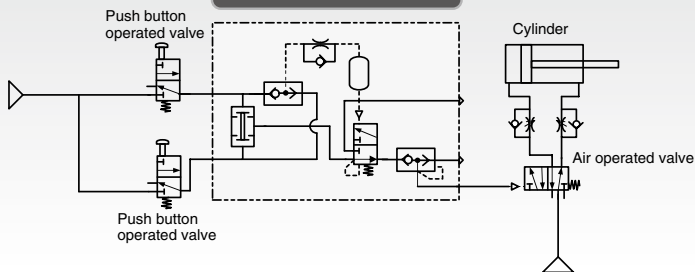 Push button
operated valve
Cylinder
Air operated valve
Push button
operated valve